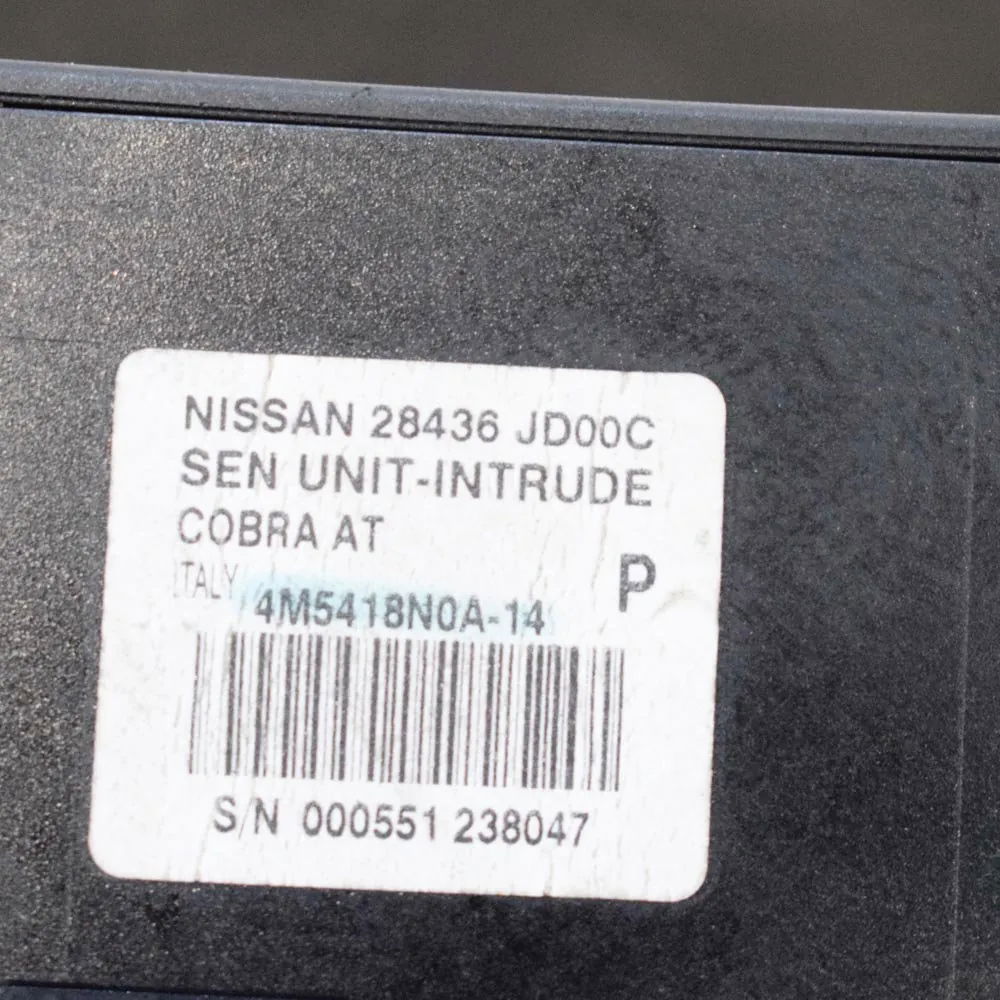 NISSAN 28436 JD00C
SEN UNIT-INTRUDE
COBRA AT
P
ITALY 4M5418N0A-14
S/N 000551 238047